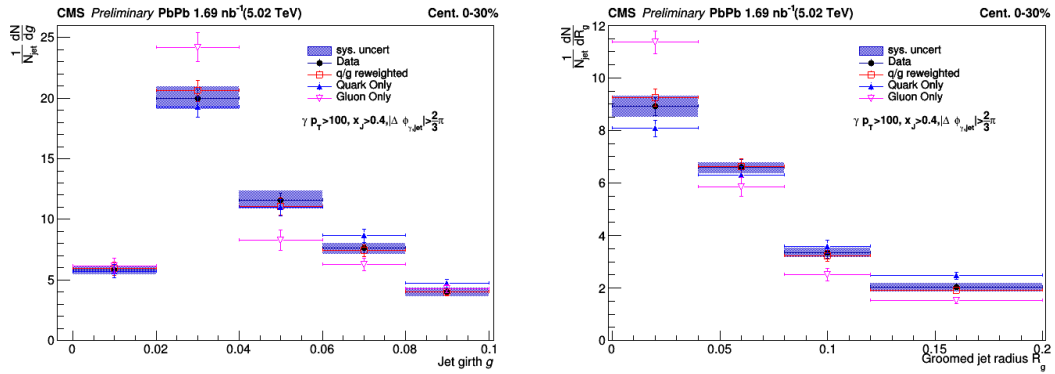 CMS Preliminary PbPb 1.69 nb⁻¹(5.02 TeV) Cent. 0-30%
1/N_jet dN/dg
25
20
15
10
5
0
sys. uncert
Data
q/g reweighted
Quark Only
Gluon Only
γ p_T>100, x_J>0.4,|Δ ϕ_γ,jet|>2/3π
0 0.02 0.04 0.06 0.08 0.1
Jet girth g
CMS Preliminary PbPb 1.69 nb⁻¹(5.02 TeV) Cent. 0-30%
1/N_jet dN/dR_g
12
10
8
6
4
2
0
sys. uncert
Data
q/g reweighted
Quark Only
Gluon Only
γ p_T>100, x_J>0.4,|Δ ϕ_γ,jet|>2/3π
0 0.05 0.1 0.15 0.2
Groomed jet radius R_g